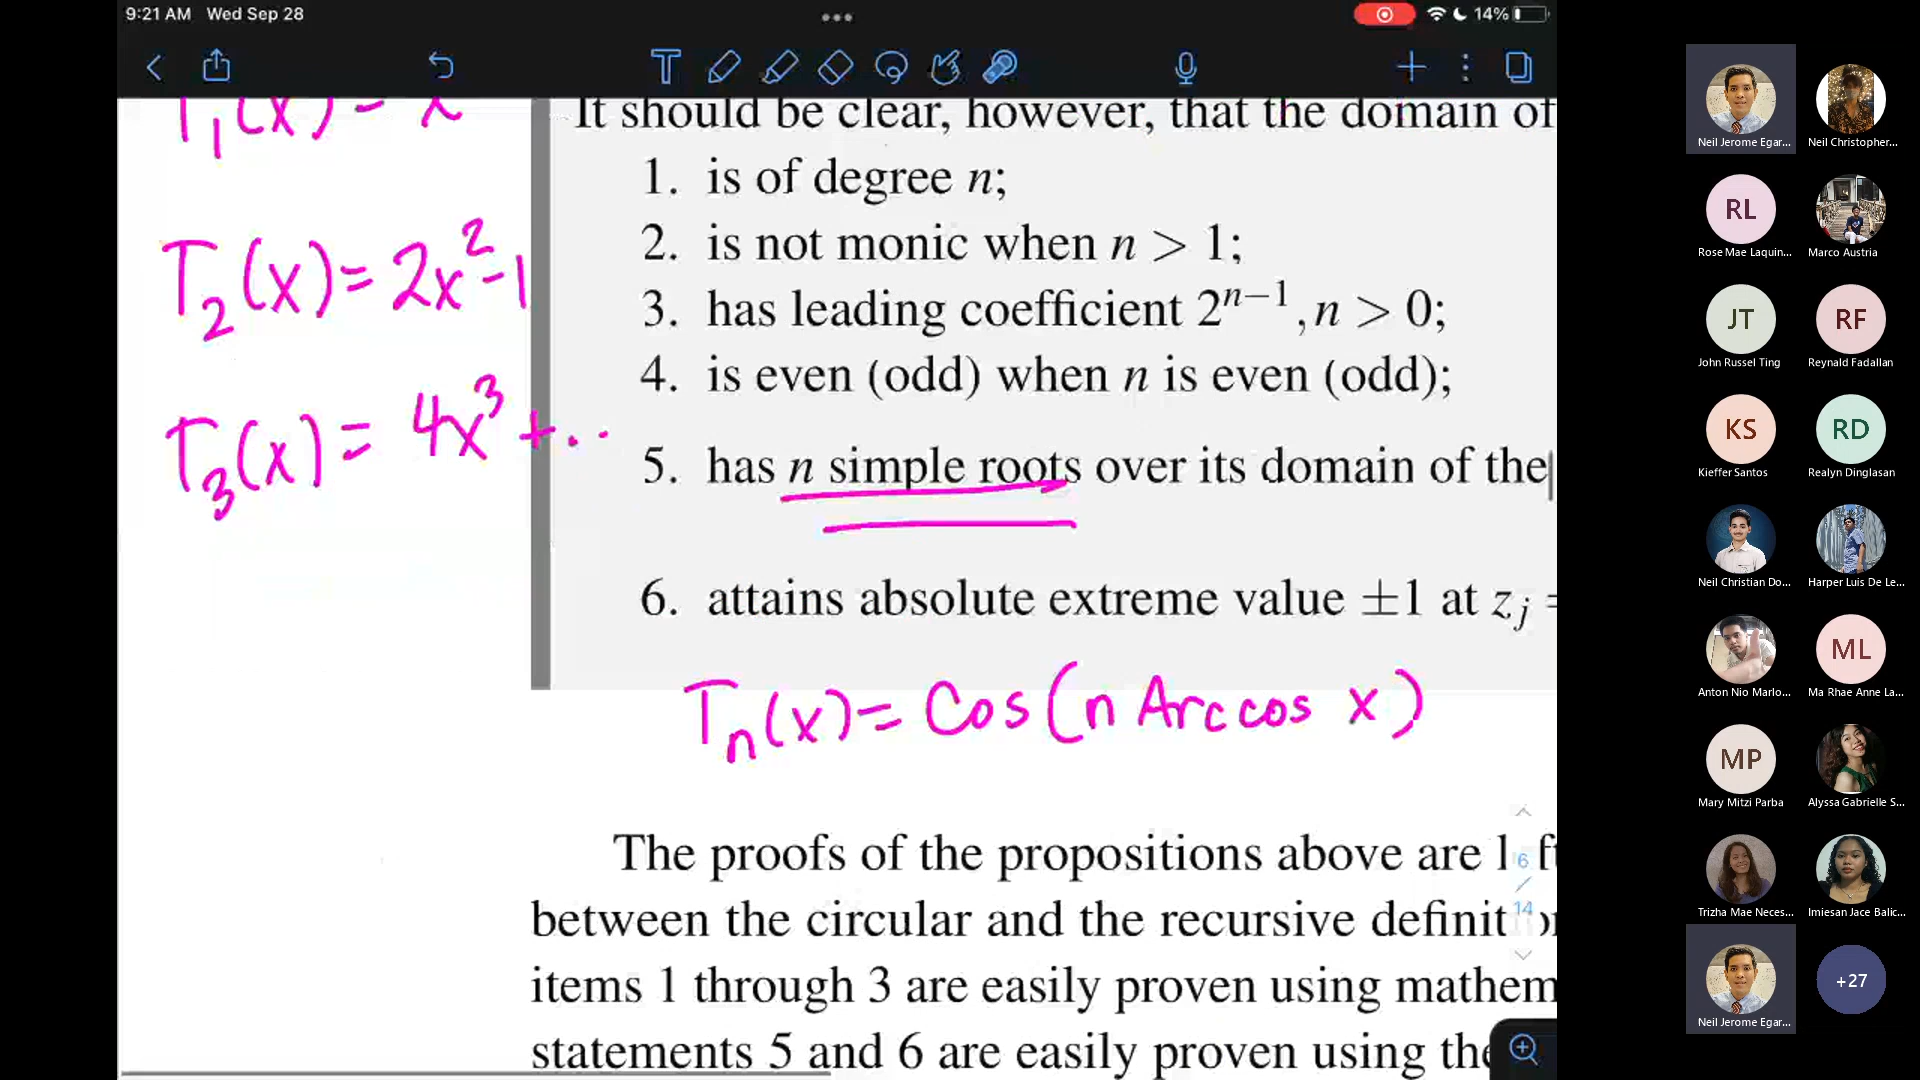 9:21 AM Wed Sep 28
14%
T₁(x) = x
T₂(x) = 2x² - 1
T₃(x) = 4x³ + ..
It should be clear, however, that the domain of
1. is of degree n;
2. is not monic when n > 1;
3. has leading coefficient 2ⁿ⁻¹, n > 0;
4. is even (odd) when n is even (odd);
5. has n simple roots over its domain of the
6. attains absolute extreme value ±1 at zⱼ =
Tₙ(x) = Cos(n Arccos x)
The proofs of the propositions above are
between the circular and the recursive
items 1 through 3 are easily proven using
statements 5 and 6 are easily proven using the
6
14
Neil Jerome Egar...
Neil Christopher...
RL
Rose Mae Laquin...
Marco Austria
JT
John Russel Ting
RF
Reynald Fadallan
KS
Kieffer Santos
RD
Realyn Dinglasan
Neil Christian Do...
Harper Luis De Le...
Anton Nio Marlo...
ML
Ma Rhae Anne La...
MP
Mary Mitzi Parba
Alyssa Gabrielle S...
Trizha Mae Neces...
Imiesan Jace Balic...
Neil Jerome Egar...
+27